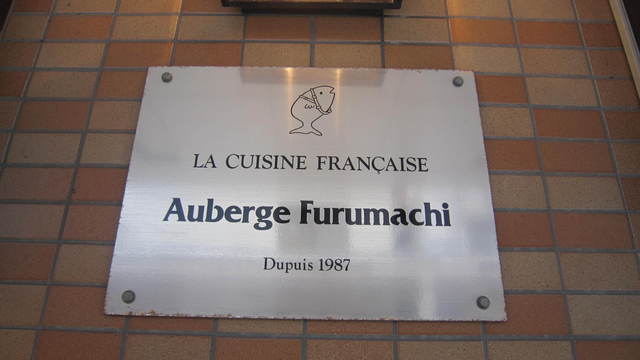 LA CUISINE FRANÇAISE
Auberge Furumachi
Dupuis 1987